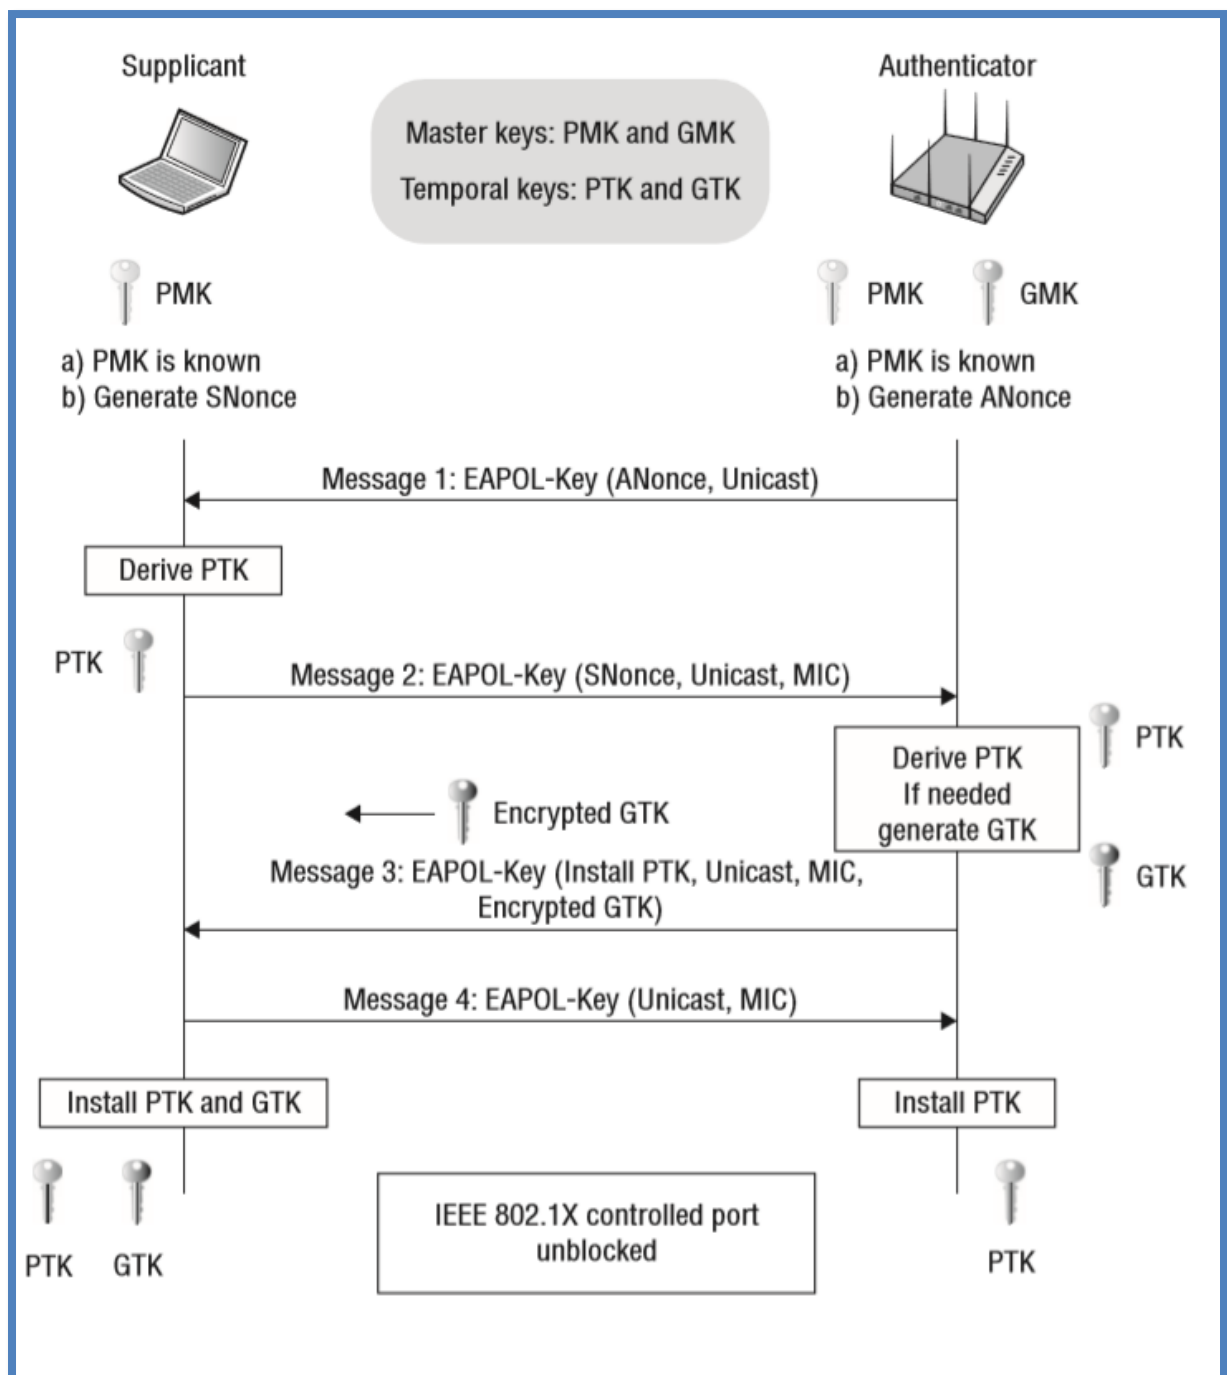 Supplicant
Authenticator
Master keys: PMK and GMK
Temporal keys: PTK and GTK
PMK
PMK
GMK
a) PMK is known
b) Generate SNonce
a) PMK is known
b) Generate ANonce
Message 1: EAPOL-Key (ANonce, Unicast)
Derive PTK
PTK
Message 2: EAPOL-Key (SNonce, Unicast, MIC)
PTK
Derive PTK
If needed
generate GTK
Encrypted GTK
GTK
Message 3: EAPOL-Key (Install PTK, Unicast, MIC,
Encrypted GTK)
Message 4: EAPOL-Key (Unicast, MIC)
Install PTK and GTK
Install PTK
IEEE 802.1X controlled port
unblocked
PTK
GTK
PTK